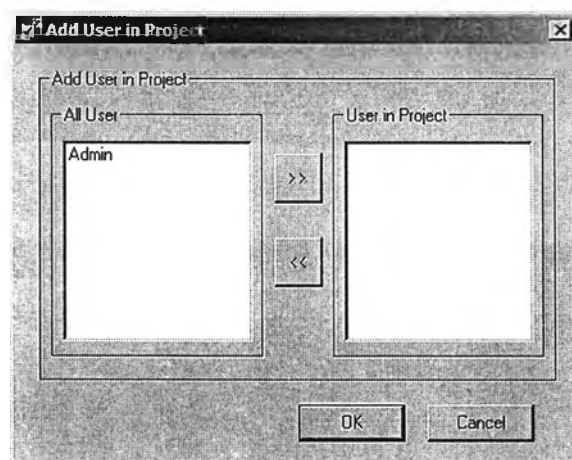 Add User in Project
Add User in Project
All User
User in Project
Admin
>>
<<
OK
Cancel